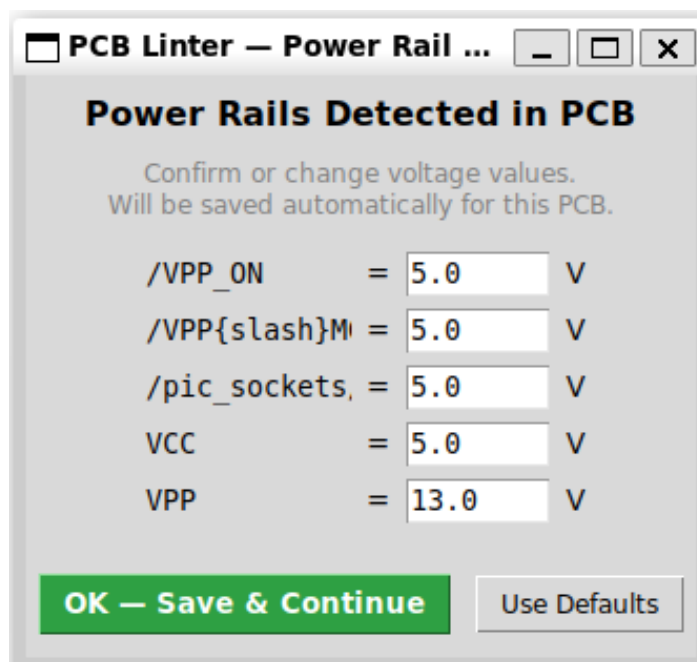 PCB Linter — Power Rail ...
Power Rails Detected in PCB
Confirm or change voltage values.
Will be saved automatically for this PCB.
/VPP_ON = 5.0 V
/VPP{slash}M = 5.0 V
/pic_sockets = 5.0 V
VCC = 5.0 V
VPP = 13.0 V
OK — Save & Continue
Use Defaults